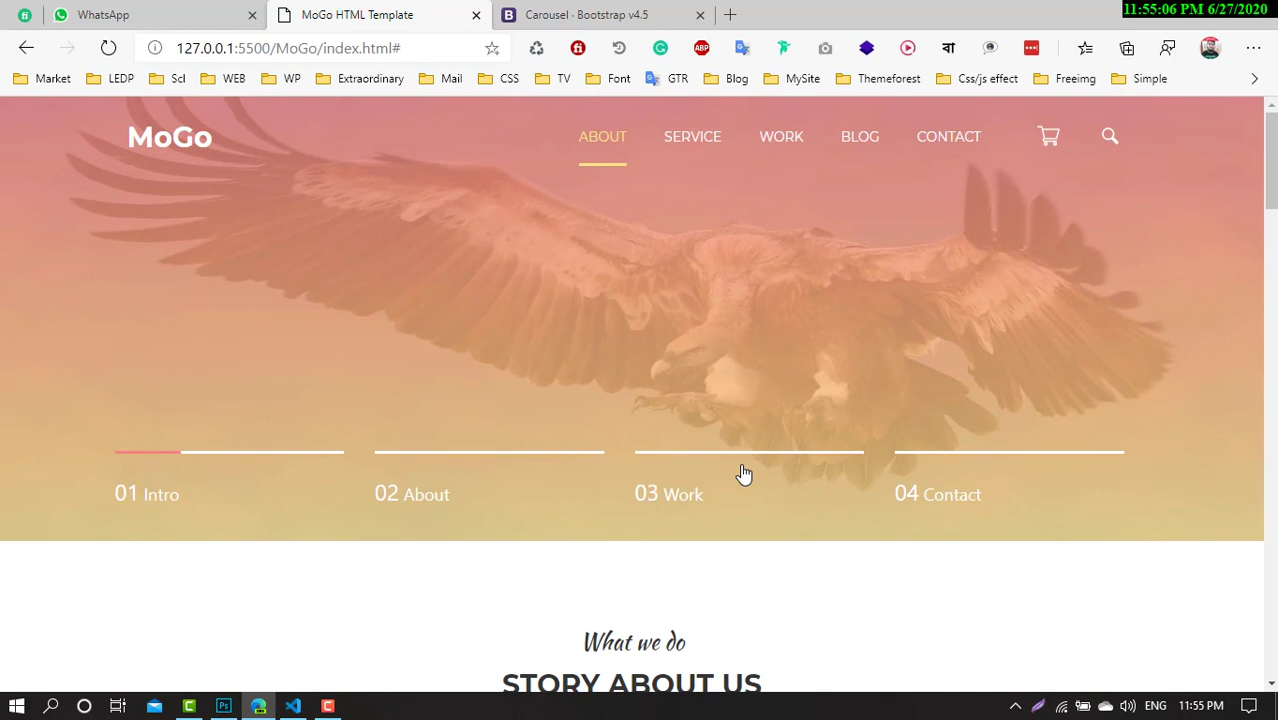 WhatsApp
MoGo HTML Template
Carousel · Bootstrap v4.5
11:55:06 PM 6/27/2020
127.0.0.1:5500/MoGo/index.html#
ABP
বা
Market
LEDP
Scl
WEB
WP
Extraordinary
Mail
CSS
TV
Font
GTR
Blog
MySite
Themeforest
Css/js effect
Freeimg
Simple
MoGo
ABOUT
SERVICE
WORK
BLOG
CONTACT
01 Intro
02 About
03 Work
04 Contact
What we do
STORY ABOUT US
Ps
ENG
11:55 PM